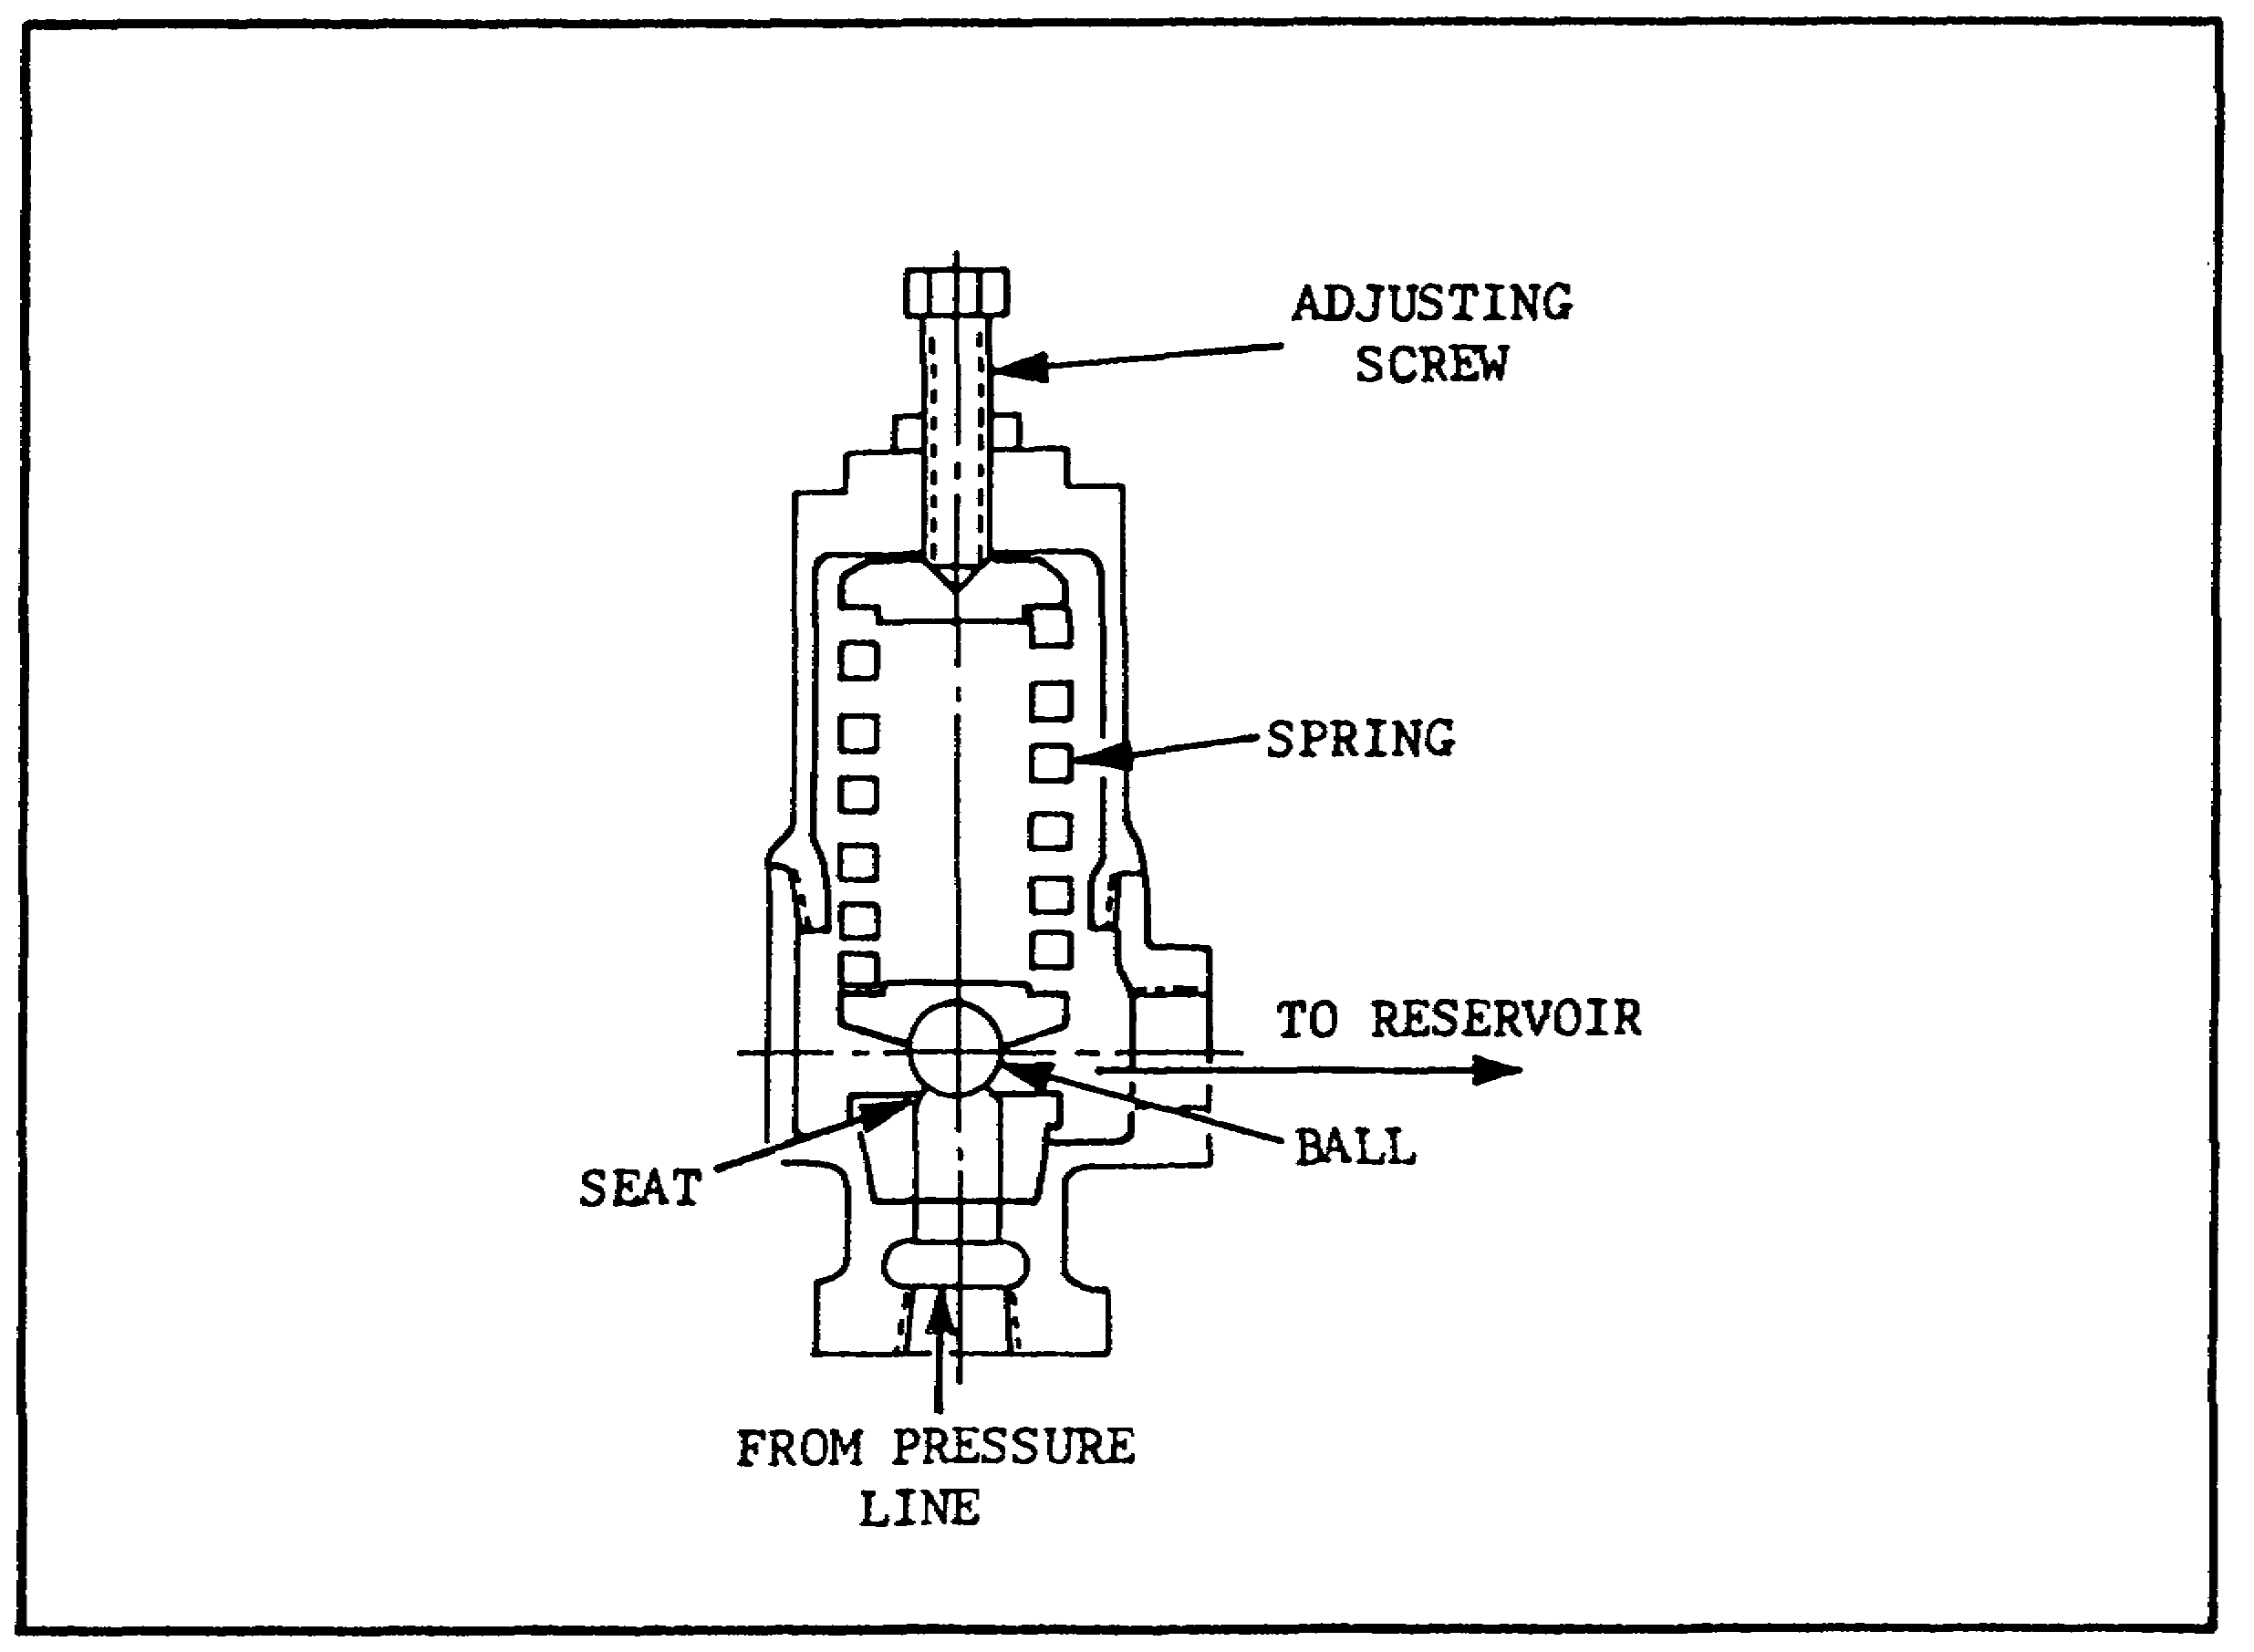 ADJUSTING
SCREW
SPRING
TO RESERVOIR
BALL
SEAT
FROM PRESSURE
LINE